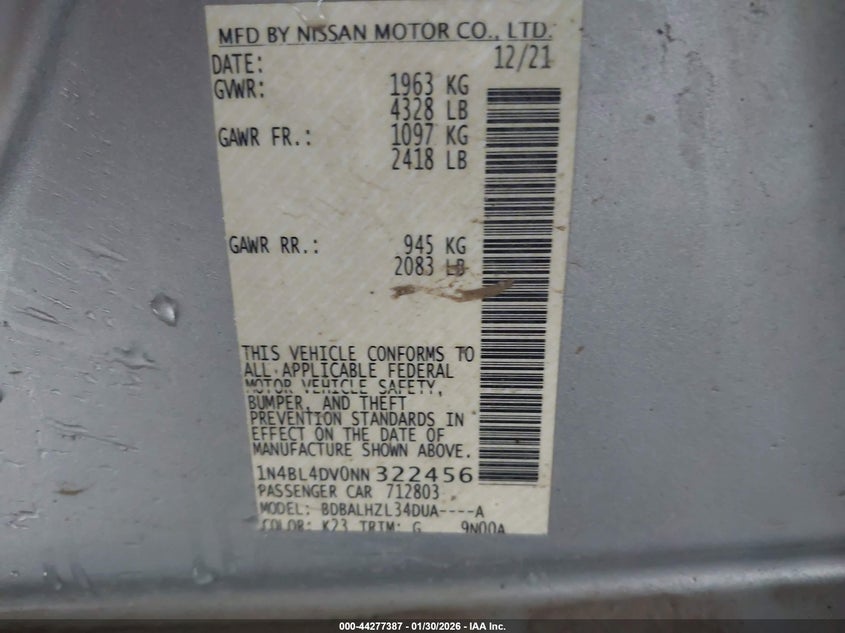 MFD BY NISSAN MOTOR CO., LTD.
DATE: 12/21
GVWR: 1963 KG
4328 LB
GAWR FR.: 1097 KG
2418 LB
GAWR RR.: 945 KG
2083 LB
THIS VEHICLE CONFORMS TO
ALL APPLICABLE FEDERAL
MOTOR VEHICLE SAFETY,
BUMPER, AND THEFT
PREVENTION STANDARDS IN
EFFECT ON THE DATE OF
MANUFACTURE SHOWN ABOVE.
1N4BL4DV0NN322456
PASSENGER CAR 712803
MODEL: BDBALHZL34DUA----A
COLOR: K23 TRIM: G 9N00A
000-44277387 - 01/30/2026 - IAA Inc.